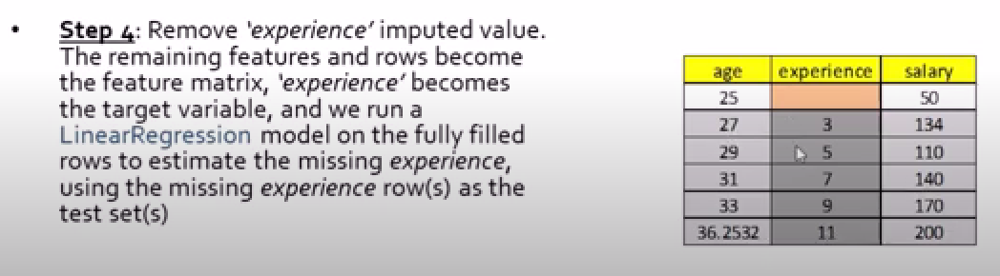 • Step 4: Remove 'experience' imputed value.
The remaining features and rows become
the feature matrix, 'experience' becomes
the target variable, and we run a
LinearRegression model on the fully filled
rows to estimate the missing experience,
using the missing experience row(s) as the
test set(s)
age experience salary
25 50
27 3 134
29 5 110
31 7 140
33 9 170
36.2532 11 200